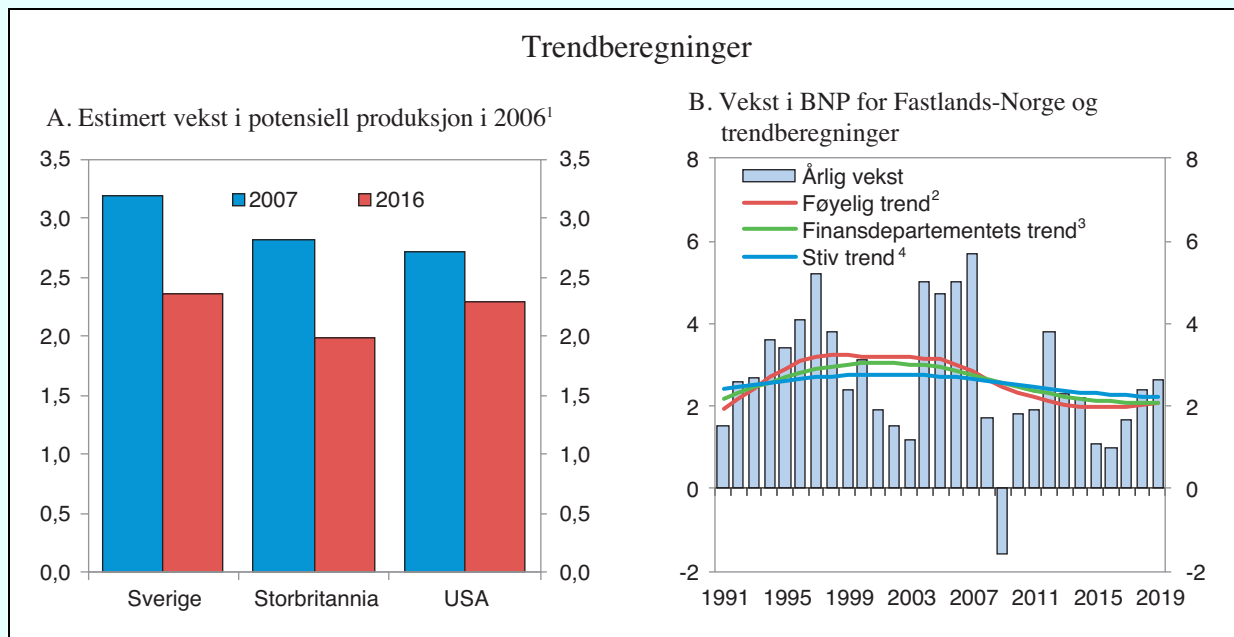 Trendberegninger
A. Estimert vekst i potensiell produksjon i 2006¹
3,5
3,0
2,5
2,0
1,5
1,0
0,5
0,0
2007
2016
3,5
3,0
2,5
2,0
1,5
1,0
0,5
0,0
Sverige
Storbritannia
USA
B. Vekst i BNP for Fastlands-Norge og
trendberegninger
8
6
4
2
0
-2
Årlig vekst
Føyelig trend²
Finansdepartementets trend³
Stiv trend⁴
8
6
4
2
0
-2
1991 1995 1999 2003 2007 2011 2015 2019